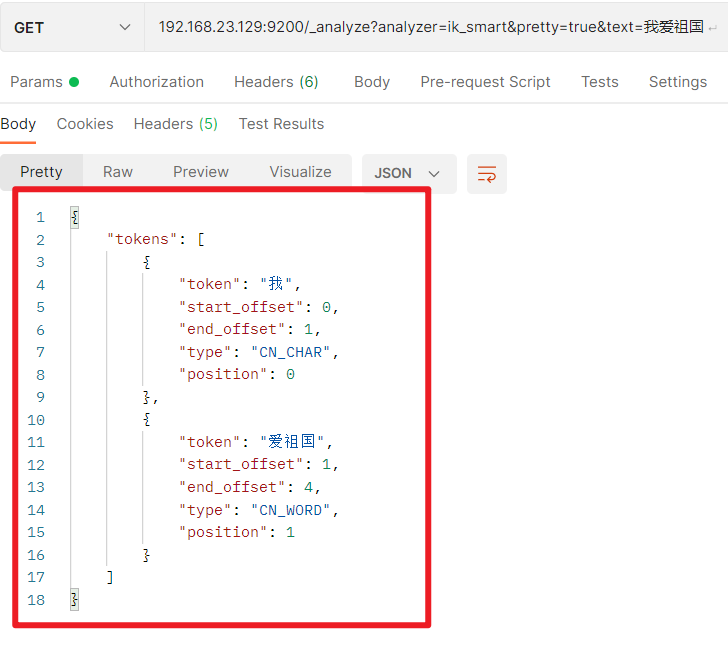 GET 192.168.23.129:9200/_analyze?analyzer=ik_smart&pretty=true&text=我爱祖国
Params Authorization Headers (6) Body Pre-request Script Tests Settings
Body Cookies Headers (5) Test Results
Pretty Raw Preview Visualize JSON
1 {
2 "tokens": [
3 {
4 "token": "我",
5 "start_offset": 0,
6 "end_offset": 1,
7 "type": "CN_CHAR",
8 "position": 0
9 },
10 {
11 "token": "爱祖国",
12 "start_offset": 1,
13 "end_offset": 4,
14 "type": "CN_WORD",
15 "position": 1
16 }
17 ]
18 }